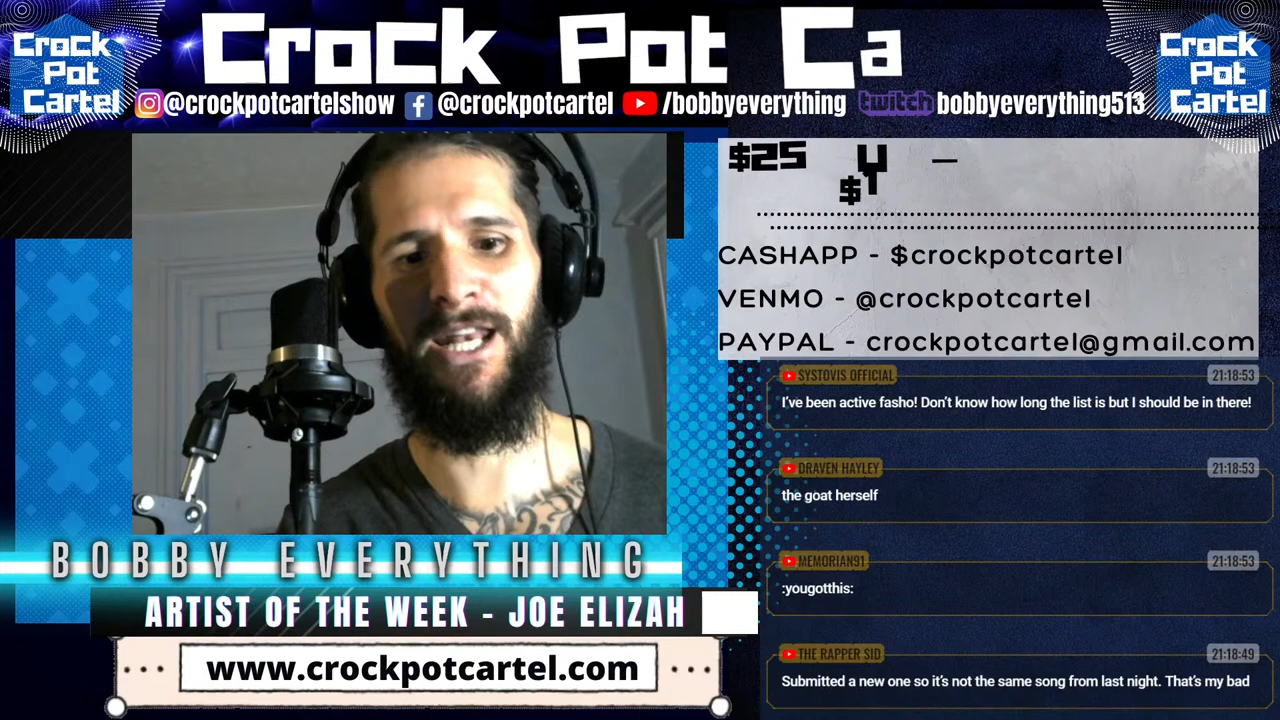 Crock Pot Ca
Crock
Pot
Cartel
@crockpotcartelshow @crockpotcartel /bobbyeverything twitch bobbyeverything513
Crock
Pot
Cartel
$25 U –
$1
CASHAPP - $crockpotcartel
VENMO - @crockpotcartel
PAYPAL - crockpotcartel@gmail.com
SYSTOVIS OFFICIAL 21:18:53
I've been active fasho! Don't know how long the list is but I should be in there!
DRAVEN HAYLEY 21:18:53
the goat herself
MEMORIAN91 21:18:53
:yougotthis:
THE RAPPER SID 21:18:49
Submitted a new one so it's not the same song from last night. That's my bad
BOBBY EVERYTHING
ARTIST OF THE WEEK - JOE ELIZAH
www.crockpotcartel.com